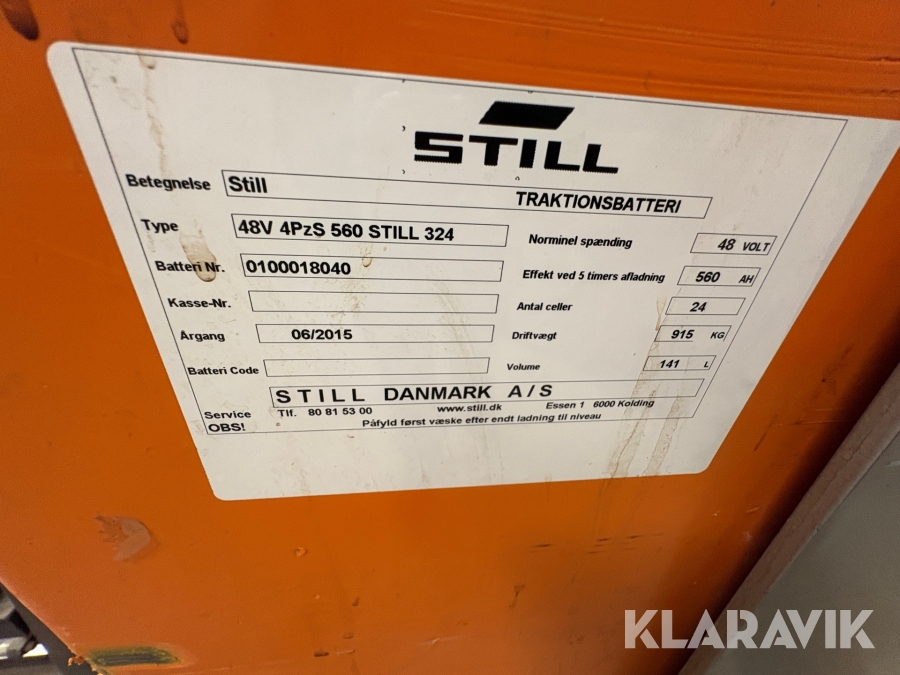 STILL
Betegnelse Still TRAKTIONSBATTERI
Type 48V 4PzS 560 STILL 324 Norminel spænding 48 VOLT
Batteri Nr. 0100018040 Effekt ved 5 timers afladning 560 AH
Kasse-Nr. Antal celler 24
Årgang 06/2015 Driftvægt 915 KG
Batteri Code Volume 141 L
STILL DANMARK A/S
Service Tlf. 80 81 53 00 www.still.dk Essen 1 6000 Kolding
OBS! Påfyld først væske efter endt ladning til niveau
KLARAVIK